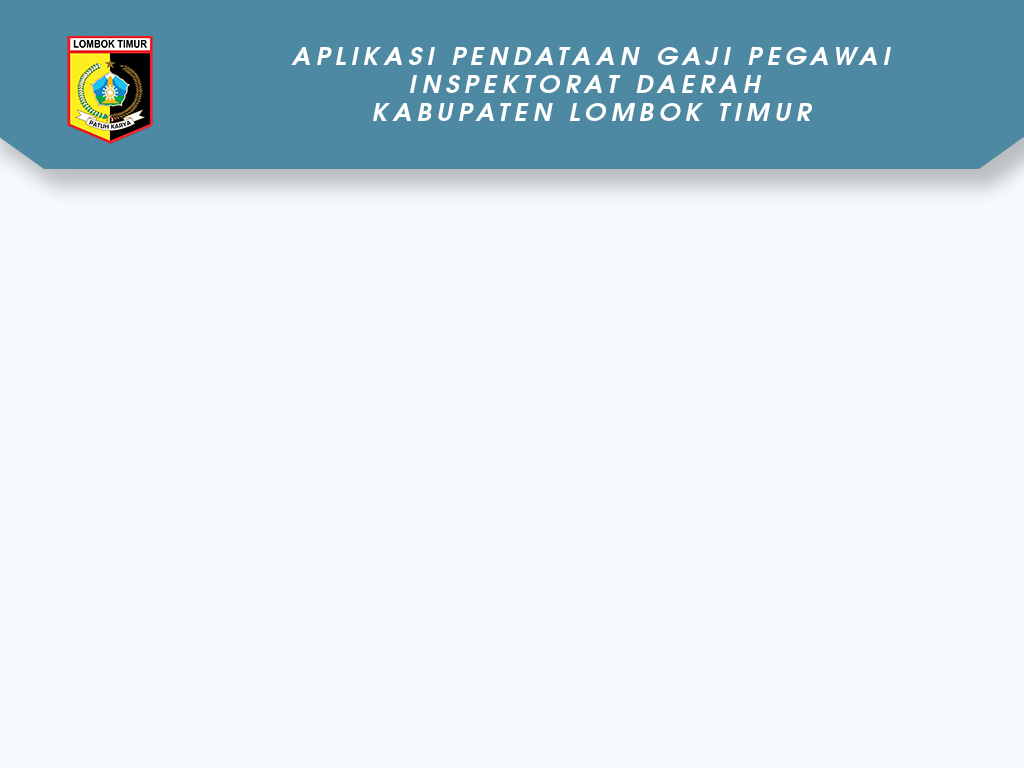 LOMBOK TIMUR
PATUH KARYA
APLIKASI PENDATAAN GAJI PEGAWAI
INSPEKTORAT DAERAH
KABUPATEN LOMBOK TIMUR